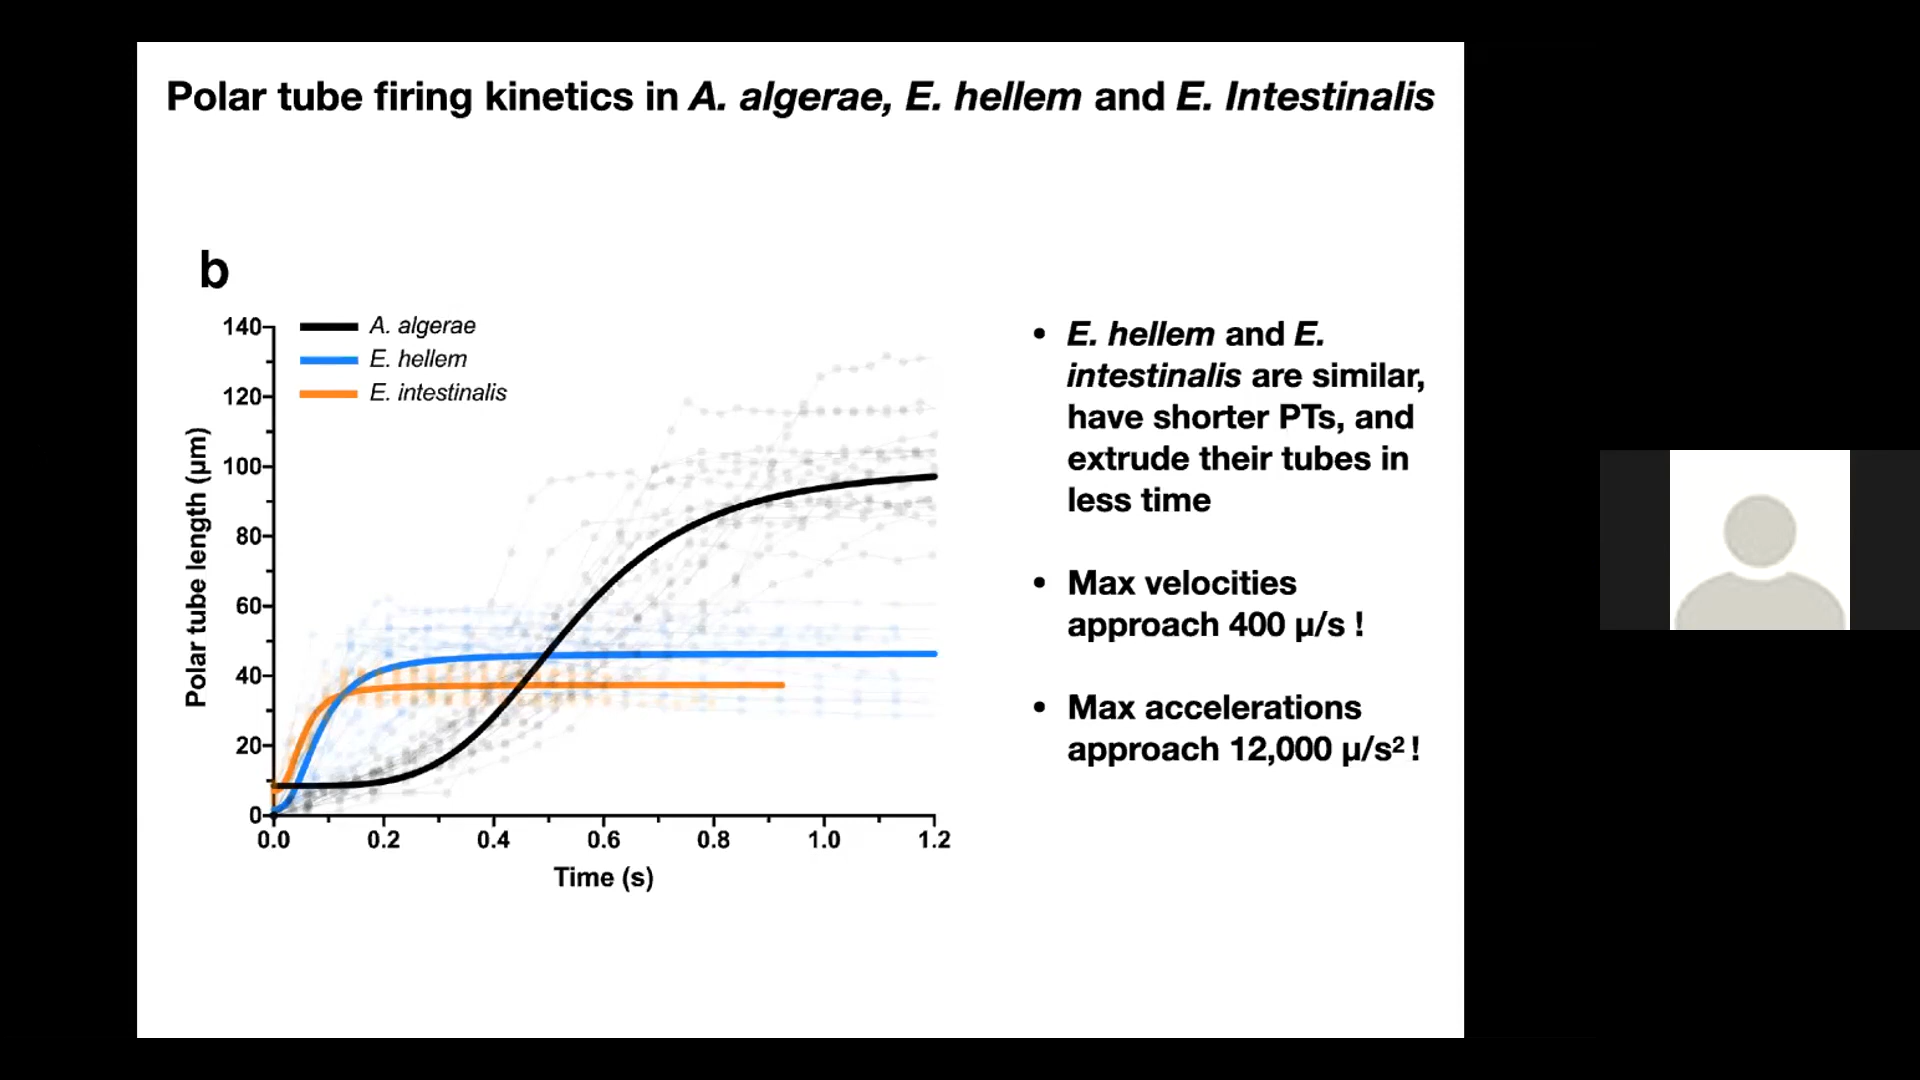 Polar tube firing kinetics in A. algerae, E. hellem and E. Intestinalis
b
140
120
100
80
60
40
20
0
Polar tube length (μm)
A. algerae
E. hellem
E. intestinalis
0.0 0.2 0.4 0.6 0.8 1.0 1.2
Time (s)
• E. hellem and E.
intestinalis are similar,
have shorter PTs, and
extrude their tubes in
less time
• Max velocities
approach 400 μ/s !
• Max accelerations
approach 12,000 μ/s² !